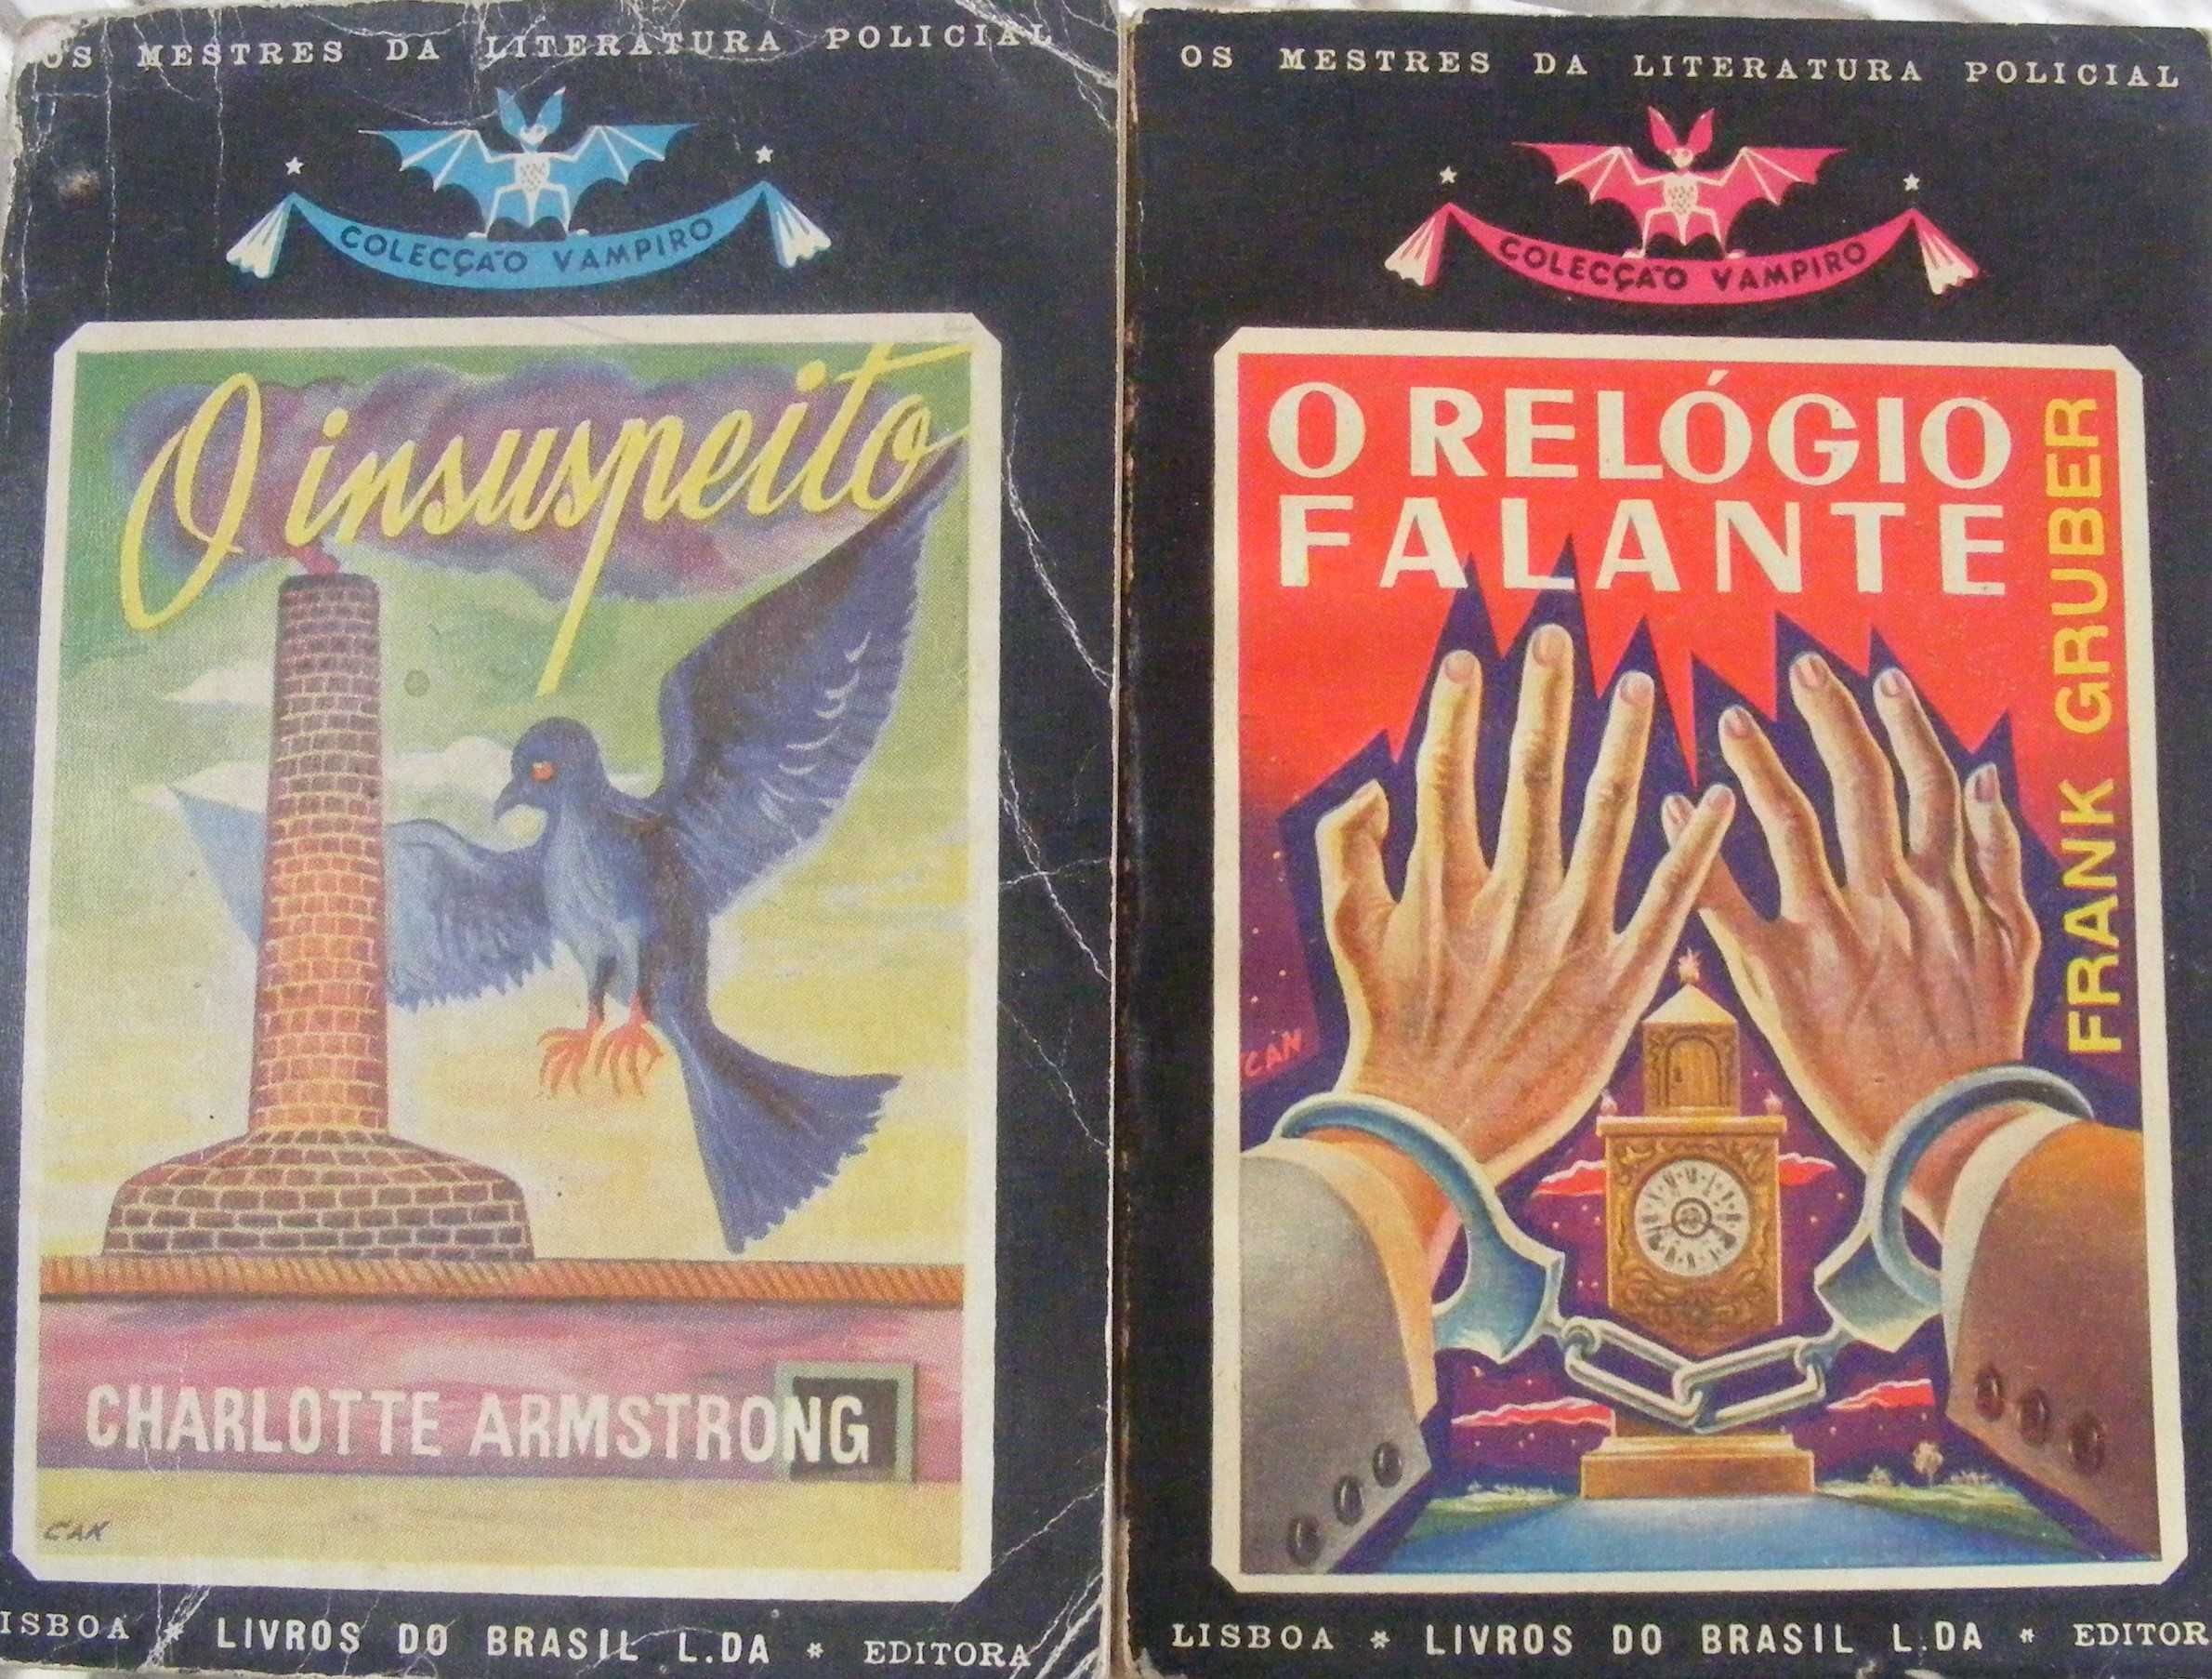 OS MESTRES DA LITERATURA POLICIAL
COLECÇÃO VAMPIRO
O insuspeito
CHARLOTTE ARMSTRONG
CAN
ISBOA * LIVROS DO BRASIL L.DA * EDITORA
OS MESTRES DA LITERATURA POLICIAL
COLECÇÃO VAMPIRO
O RELÓGIO
FALANTE
FRANK GRUBER
CAN
LISBOA * LIVROS DO BRASIL L.DA * EDITOR